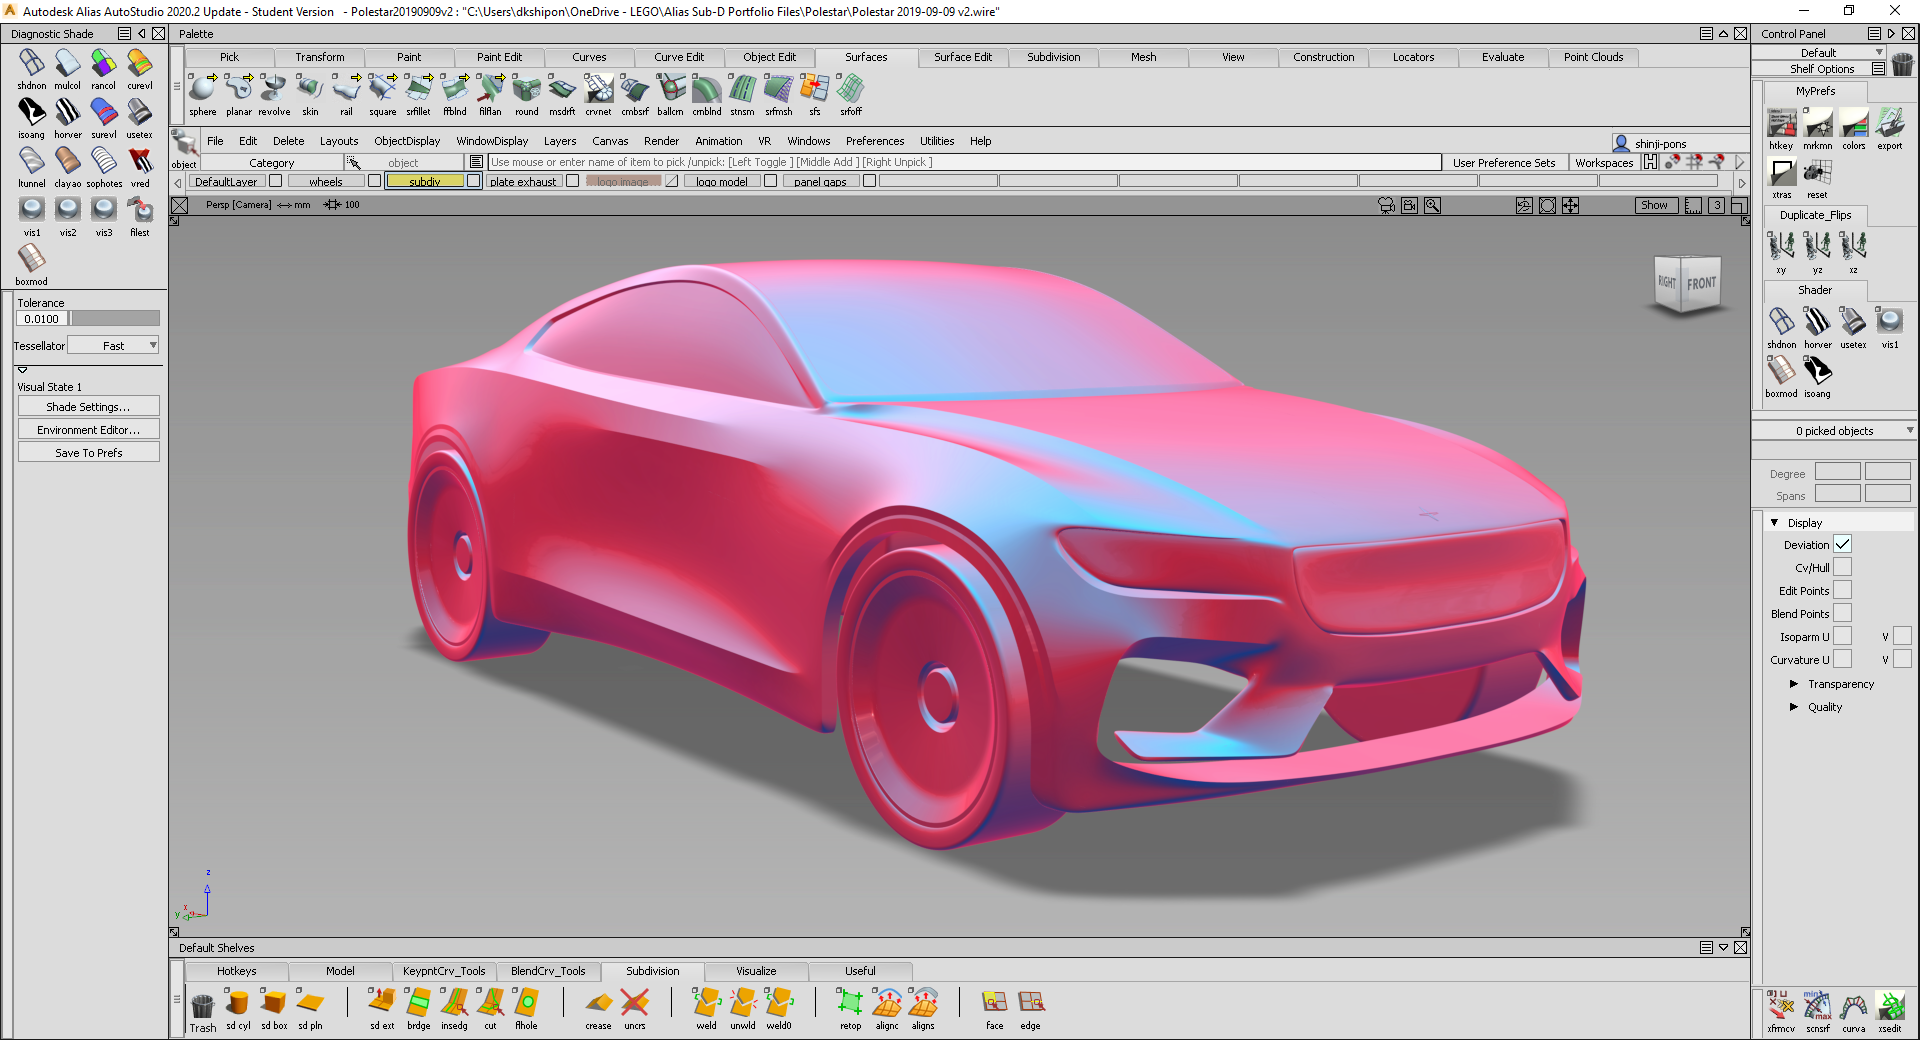 Autodesk Alias AutoStudio 2020.2 Update - Student Version - Polestar20190909v2 : "C:\Users\dkshipon\OneDrive - LEGO\Alias Sub-D Portfolio Files\Polestar\Polestar 2019-09-09 v2.wire"
Diagnostic Shade
Palette
Control Panel
Pick Transform Paint Paint Edit Curves Curve Edit Object Edit Surfaces Surface Edit Subdivision Mesh View Construction Locators Evaluate Point Clouds
Default
Shelf Options
shdnon mulcol rancol curevl
isoang horver surevl usetex
ltunnel clayao sophotes vred
vis1 vis2 vis3 filest
boxmod
sphere planar revolve skin rail square srfillet ffblnd filflan round msdrft crvnet cmbsrf ballcrn crnblnd stnsrn srfmsh sfs srfoff
MyPrefs
htkey mrkmn colors export
xtras reset
object
File Edit Delete Layouts ObjectDisplay WindowDisplay Layers Canvas Render Animation VR Windows Preferences Utilities Help
shinji-pons
Category
object
Use mouse or enter name of item to pick /unpick: [Left Toggle ] [Middle Add ] [Right Unpick ]
User Preference Sets
Workspaces
DefaultLayer wheels subdiv plate exhaust logo image logo model panel gaps
Persp [Camera] mm 100
Show
3
Duplicate_Flips
xy yz xz
RIGHT FRONT
Shader
shdnon horver usetex vis1
boxmod isoang
Tolerance
0.0100
Tessellator Fast
Visual State 1
Shade Settings...
Environment Editor...
Save To Prefs
0 picked objects
Degree
Spans
Display
Deviation
Cv/Hull
Edit Points
Blend Points
Isoparm U V
Curvature U V
Transparency
Quality
z
x
y
Default Shelves
Hotkeys Model KeypntCrv_Tools BlendCrv_Tools Subdivision Visualize Useful
Trash sd cyl sd box sd pln sd ext brdge insedg cut flhole crease uncrs weld unwld weld0 retop alignc aligns face edge
min
max
xfrmcv scnsrf curva xsedit